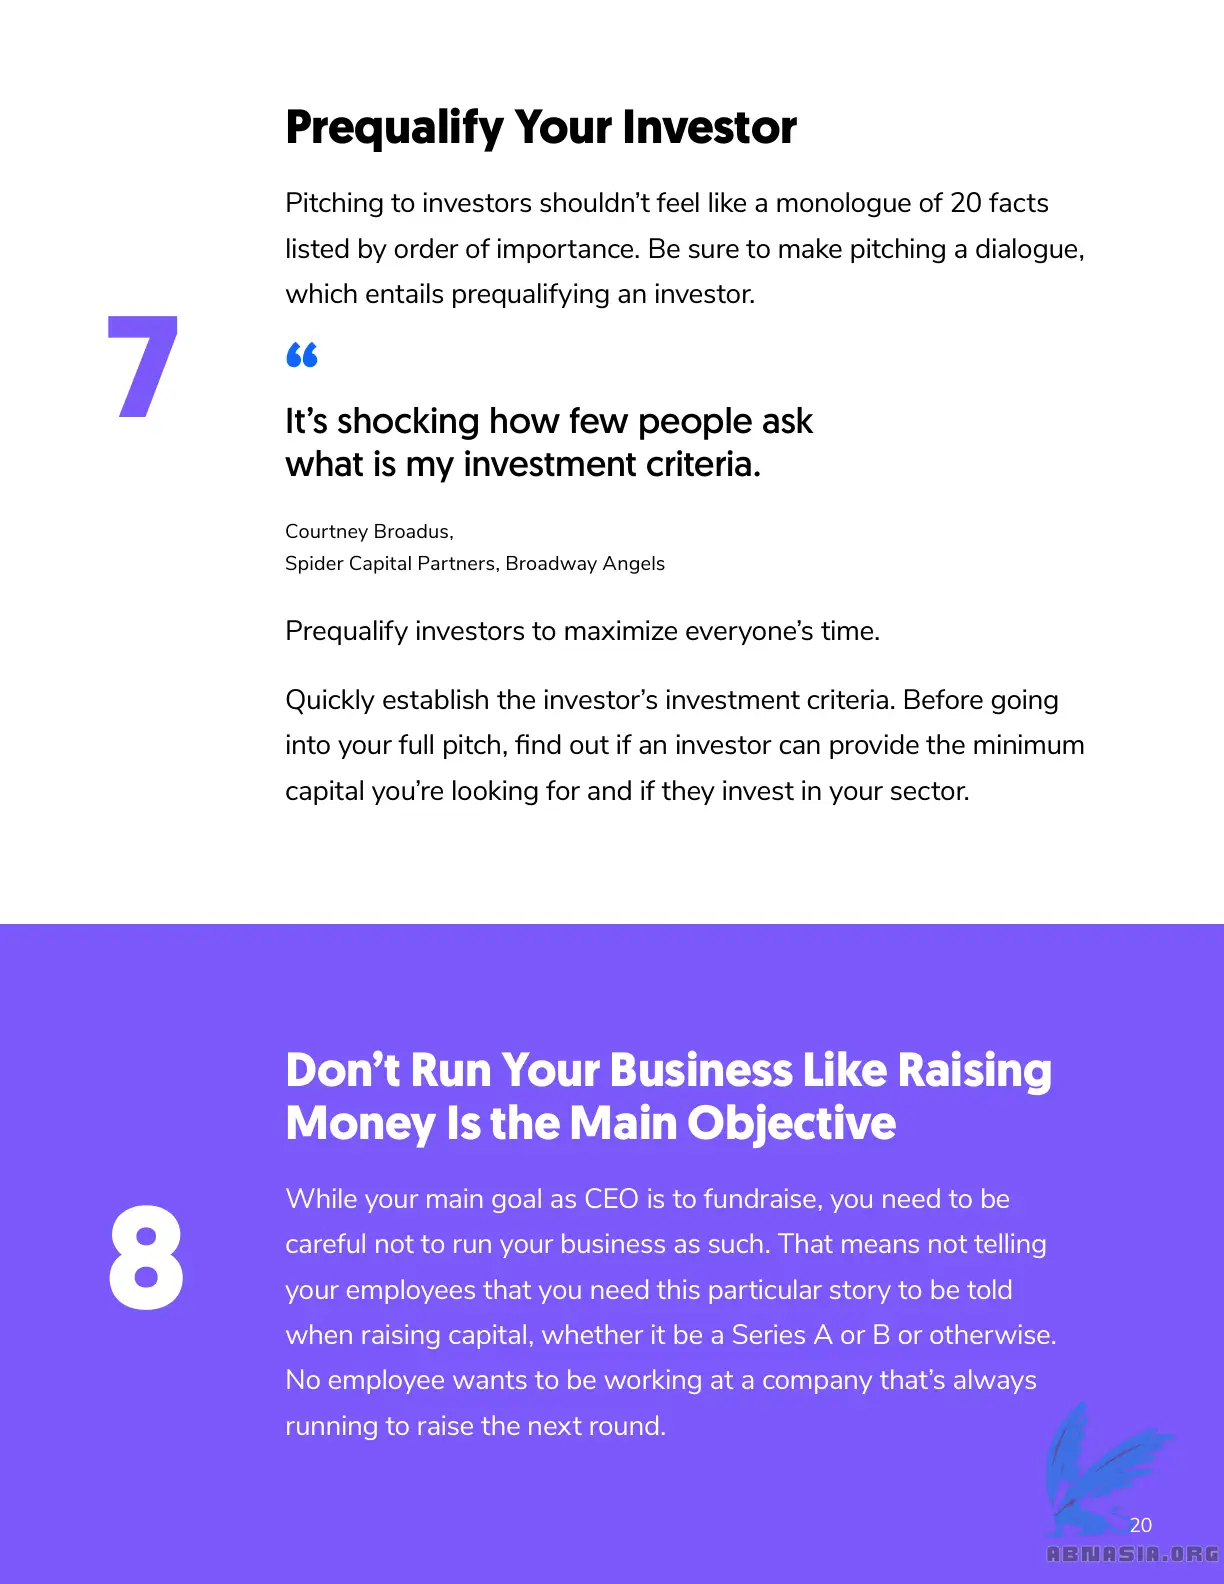 Prequalify Your Investor
Pitching to investors shouldn’t feel like a monologue of 20 facts
listed by order of importance. Be sure to make pitching a dialogue,
which entails prequalifying an investor.
7
“
It’s shocking how few people ask
what is my investment criteria.
Courtney Broadus,
Spider Capital Partners, Broadway Angels
Prequalify investors to maximize everyone’s time.
Quickly establish the investor’s investment criteria. Before going
into your full pitch, find out if an investor can provide the minimum
capital you’re looking for and if they invest in your sector.
Don’t Run Your Business Like Raising
Money Is the Main Objective
8
While your main goal as CEO is to fundraise, you need to be
careful not to run your business as such. That means not telling
your employees that you need this particular story to be told
when raising capital, whether it be a Series A or B or otherwise.
No employee wants to be working at a company that’s always
running to raise the next round.
20
ABNASIA.ORG